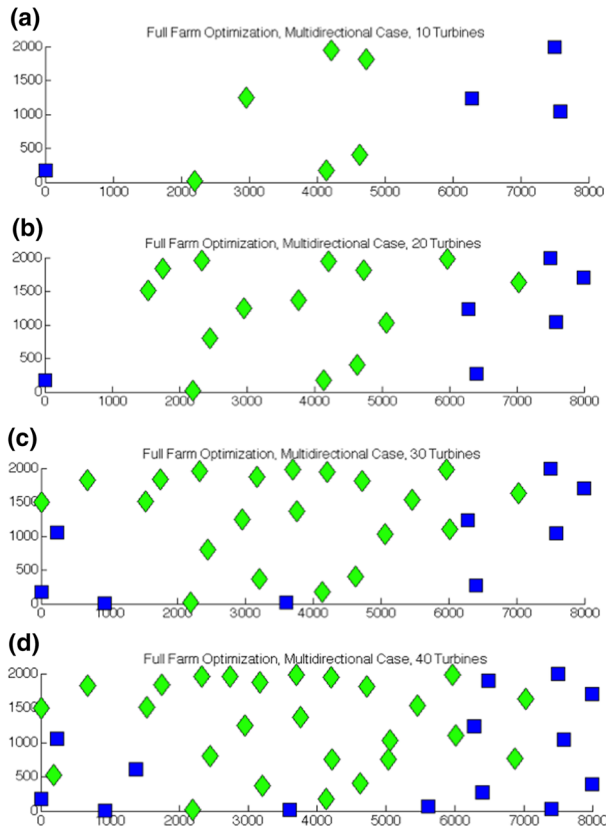 (a)
Full Farm Optimization, Multidirectional Case, 10 Turbines
2000
1500
1000
500
0
0 1000 2000 3000 4000 5000 6000 7000 8000
(b)
Full Farm Optimization, Multidirectional Case, 20 Turbines
2000
1500
1000
500
0
0 1000 2000 3000 4000 5000 6000 7000 8000
(c)
Full Farm Optimization, Multidirectional Case, 30 Turbines
2000
1500
1000
500
0
0 1000 2000 3000 4000 5000 6000 7000 8000
(d)
Full Farm Optimization, Multidirectional Case, 40 Turbines
2000
1500
1000
500
0
0 1000 2000 3000 4000 5000 6000 7000 8000